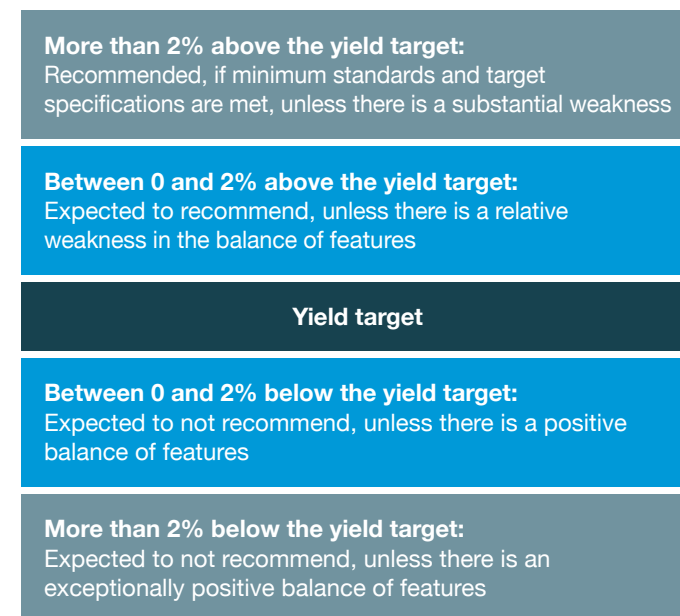 More than 2% above the yield target:
Recommended, if minimum standards and target
specifications are met, unless there is a substantial weakness
Between 0 and 2% above the yield target:
Expected to recommend, unless there is a relative
weakness in the balance of features
Yield target
Between 0 and 2% below the yield target:
Expected to not recommend, unless there is a positive
balance of features
More than 2% below the yield target:
Expected to not recommend, unless there is an
exceptionally positive balance of features